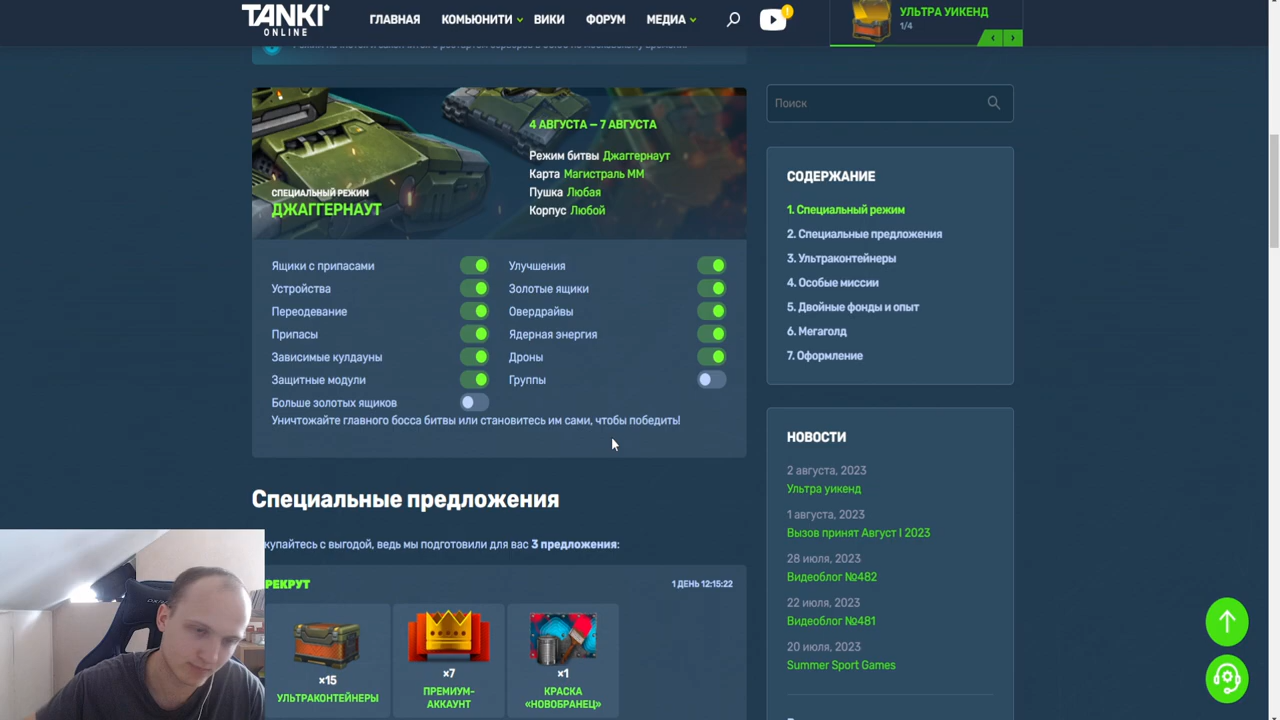 TANKI
ONLINE
ГЛАВНАЯ
КОМЬЮНИТИ
ВИКИ
ФОРУМ
МЕДИА
УЛЬТРА УИКЕНД
1/4
4 АВГУСТА — 7 АВГУСТА
Режим битвы Джаггернаут
Карта Магистраль ММ
Пушка Любая
Корпус Любой
СПЕЦИАЛЬНЫЙ РЕЖИМ
ДЖАГГЕРНАУТ
Ящики с припасами
Улучшения
Устройства
Золотые ящики
Переодевание
Овердрайвы
Припасы
Ядерная энергия
Зависимые кулдауны
Дроны
Защитные модули
Группы
Больше золотых ящиков
Уничтожайте главного босса битвы или становитесь им сами, чтобы победить!
Специальные предложения
купайтесь с выгодой, ведь мы подготовили для вас 3 предложения:
РЕКРУТ
1 ДЕНЬ 12:15:22
×15
УЛЬТРАКОНТЕЙНЕРЫ
×7
ПРЕМИУМ-
АККАУНТ
×1
КРАСКА
«НОВОБРАНЕЦ»
Поиск
СОДЕРЖАНИЕ
1. Специальный режим
2. Специальные предложения
3. Ультраконтейнеры
4. Особые миссии
5. Двойные фонды и опыт
6. Мегаголд
7. Оформление
НОВОСТИ
2 августа, 2023
Ультра уикенд
1 августа, 2023
Вызов принят Август I 2023
28 июля, 2023
Видеоблог №482
22 июля, 2023
Видеоблог №481
20 июля, 2023
Summer Sport Games